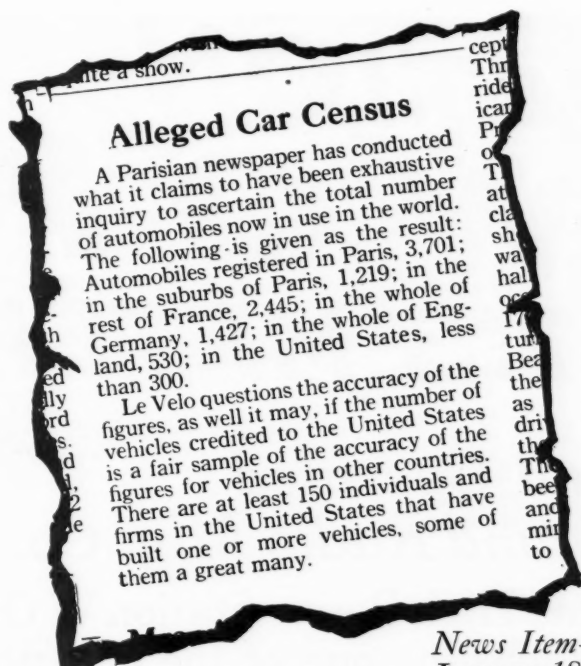 quite a show.
Alleged Car Census
A Parisian newspaper has conducted
what it claims to have been exhaustive
inquiry to ascertain the total number
of automobiles now in use in the world.
The following is given as the result:
Automobiles registered in Paris, 3,701;
in the suburbs of Paris, 1,219; in the
rest of France, 2,445; in the whole of
Germany, 1,427; in the whole of Eng-
land, 530; in the United States, less
than 300.
Le Velo questions the accuracy of the
figures, as well it may, if the number of
vehicles credited to the United States
is a fair sample of the accuracy of the
figures for vehicles in other countries.
There are at least 150 individuals and
firms in the United States that have
built one or more vehicles, some of
them a great many.
News Item-